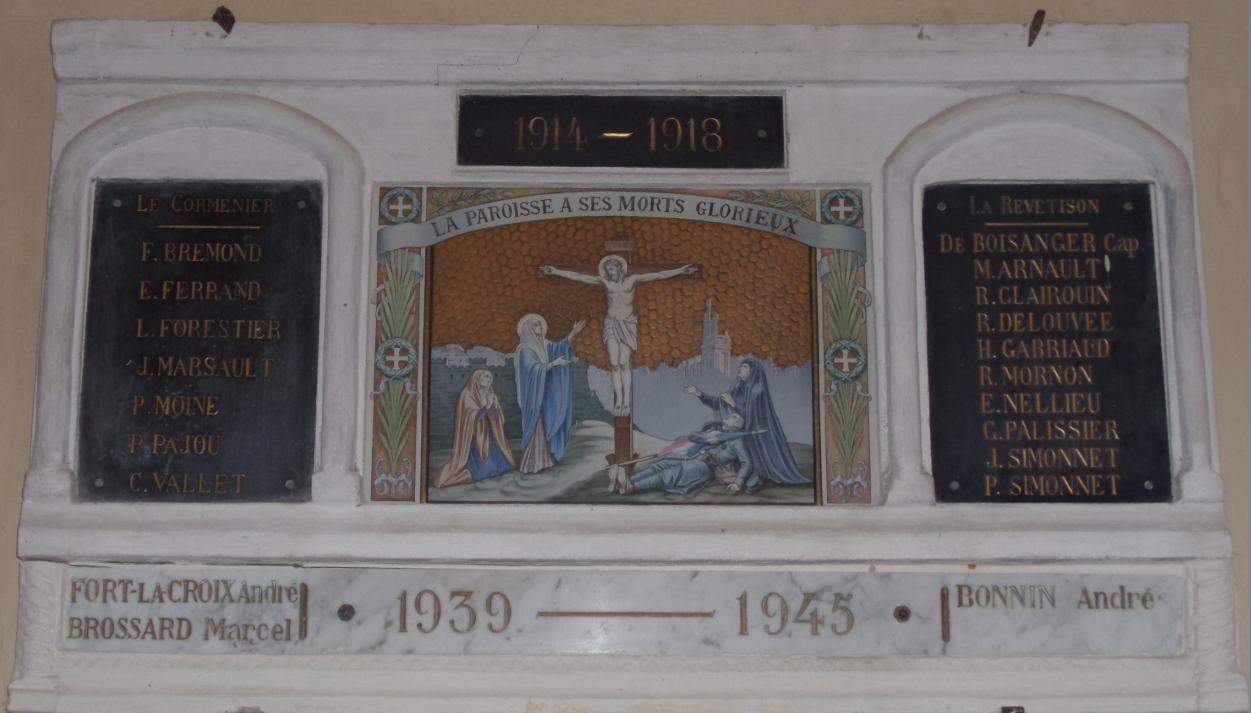 1914 - 1918
LA PAROISSE A SES MORTS GLORIEUX
LE CORMENIER
F. BREMOND
E. FERRAND
L. FORESTIER
J. MARSAULT
P. MOINE
P. PAJOU
C. VALLET
LA REVETISON
DE BOISANGER Cap.
M. ARNAULT
R. CLAIROUIN
R. DELOUVEE
H. GABRIAUD
R. MORNON
E. NELLIEU
G. PALISSIER
J. SIMONNET
P. SIMONNET
FORT-LA-CROIX André
BROSSARD Marcel
1939 — 1945
BONNIN André